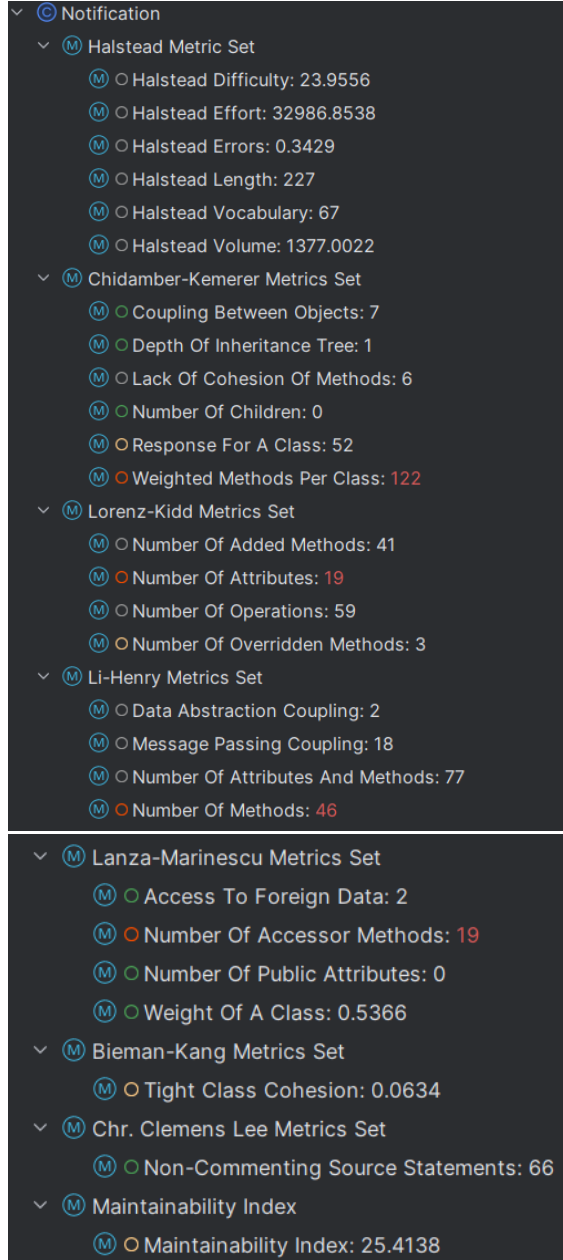 Notification
Halstead Metric Set
Halstead Difficulty: 23.9556
Halstead Effort: 32986.8538
Halstead Errors: 0.3429
Halstead Length: 227
Halstead Vocabulary: 67
Halstead Volume: 1377.0022
Chidamber-Kemerer Metrics Set
Coupling Between Objects: 7
Depth Of Inheritance Tree: 1
Lack Of Cohesion Of Methods: 6
Number Of Children: 0
Response For A Class: 52
Weighted Methods Per Class: 122
Lorenz-Kidd Metrics Set
Number Of Added Methods: 41
Number Of Attributes: 19
Number Of Operations: 59
Number Of Overridden Methods: 3
Li-Henry Metrics Set
Data Abstraction Coupling: 2
Message Passing Coupling: 18
Number Of Attributes And Methods: 77
Number Of Methods: 46
Lanza-Marinescu Metrics Set
Access To Foreign Data: 2
Number Of Accessor Methods: 19
Number Of Public Attributes: 0
Weight Of A Class: 0.5366
Bieman-Kang Metrics Set
Tight Class Cohesion: 0.0634
Chr. Clemens Lee Metrics Set
Non-Commenting Source Statements: 66
Maintainability Index
Maintainability Index: 25.4138